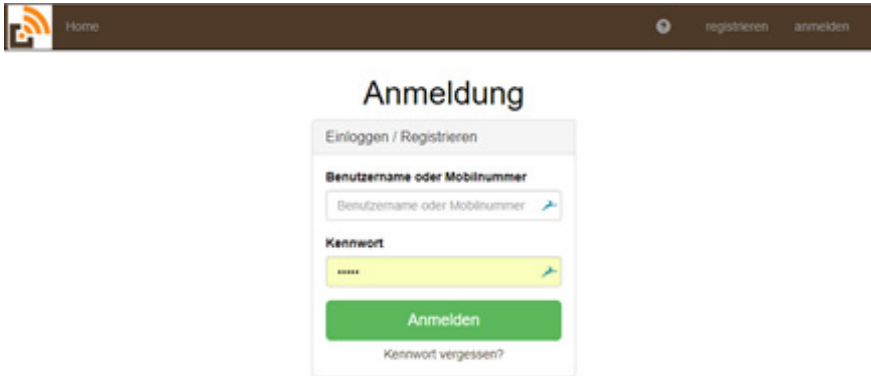 Home registrieren anmelden
Anmeldung
Einloggen / Registrieren
Benutzername oder Mobilnummer
Benutzername oder Mobilnummer
Kennwort
•••••
Anmelden
Kennwort vergessen?